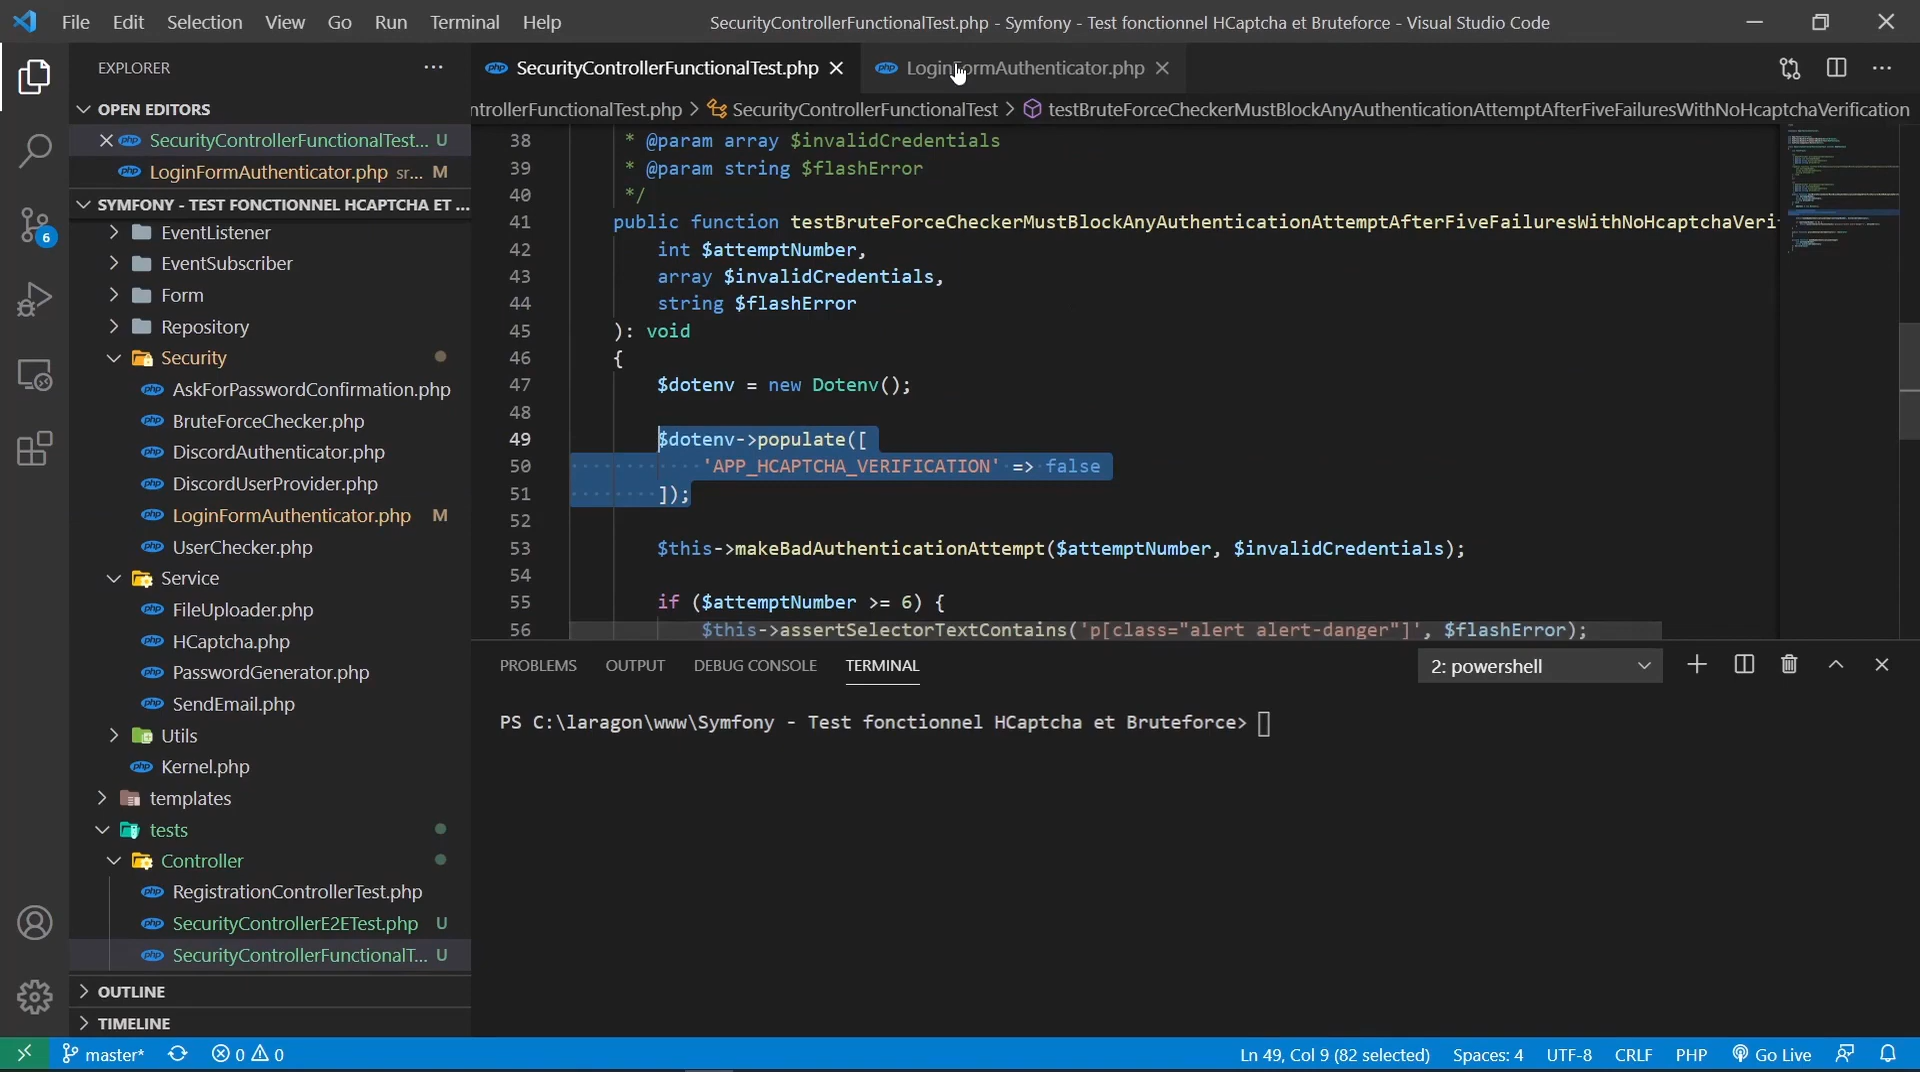 File Edit Selection View Go Run Terminal Help
SecurityControllerFunctionalTest.php - Symfony - Test fonctionnel HCaptcha et Bruteforce - Visual Studio Code
EXPLORER
OPEN EDITORS
SecurityControllerFunctionalTest... U
LoginFormAuthenticator.php sr... M
SYMFONY - TEST FONCTIONNEL HCAPTCHA ET ...
EventListener
EventSubscriber
Form
Repository
Security
AskForPasswordConfirmation.php
BruteForceChecker.php
DiscordAuthenticator.php
DiscordUserProvider.php
LoginFormAuthenticator.php M
UserChecker.php
Service
FileUploader.php
HCaptcha.php
PasswordGenerator.php
SendEmail.php
Utils
Kernel.php
templates
tests
Controller
RegistrationControllerTest.php
SecurityControllerE2ETest.php U
SecurityControllerFunctionalT... U
OUTLINE
TIMELINE
6
SecurityControllerFunctionalTest.php
LoginFormAuthenticator.php
ntrollerFunctionalTest.php > SecurityControllerFunctionalTest > testBruteForceCheckerMustBlockAnyAuthenticationAttemptAfterFiveFailuresWithNoHcaptchaVerification
38 * @param array $invalidCredentials
39 * @param string $flashError
40 */
41 public function testBruteForceCheckerMustBlockAnyAuthenticationAttemptAfterFiveFailuresWithNoHcaptchaVeri
42 int $attemptNumber,
43 array $invalidCredentials,
44 string $flashError
45 ): void
46 {
47 $dotenv = new Dotenv();
48
49 $dotenv->populate([
50 'APP_HCAPTCHA_VERIFICATION' => false
51 ]);
52
53 $this->makeBadAuthenticationAttempt($attemptNumber, $invalidCredentials);
54
55 if ($attemptNumber >= 6) {
56 $this->assertSelectorTextContains('p[class="alert alert-danger"]', $flashError);
PROBLEMS OUTPUT DEBUG CONSOLE TERMINAL
2: powershell
PS C:\laragon\www\Symfony - Test fonctionnel HCaptcha et Bruteforce>
master* 0 0
Ln 49, Col 9 (82 selected) Spaces: 4 UTF-8 CRLF PHP Go Live